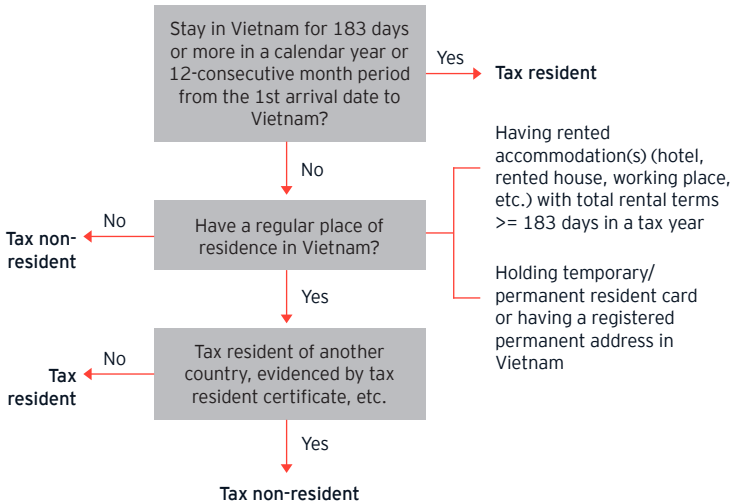 Stay in Vietnam for 183 days
or more in a calendar year or
12-consecutive month period
from the 1st arrival date to
Vietnam?
Yes
Tax resident
No
Having rented
accommodation(s) (hotel,
rented house, working place,
etc.) with total rental terms
>= 183 days in a tax year
No
Tax non-
resident
Have a regular place of
residence in Vietnam?
Holding temporary/
permanent resident card
or having a registered
permanent address in
Vietnam
Yes
No
Tax
resident
Tax resident of another
country, evidenced by tax
resident certificate, etc.
Yes
Tax non-resident